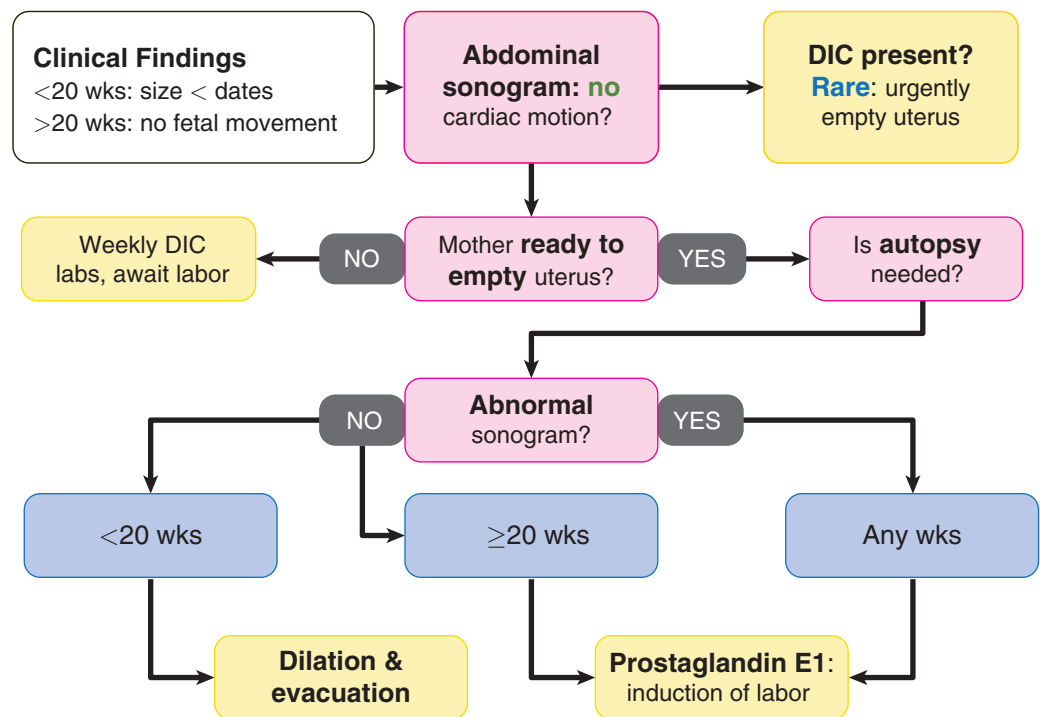 Clinical Findings
<20 wks: size < dates
>20 wks: no fetal movement
Abdominal
sonogram: no
cardiac motion?
DIC present?
Rare: urgently
empty uterus
Weekly DIC
labs, await labor
NO
Mother ready to
empty uterus?
YES
Is autopsy
needed?
NO
Abnormal
sonogram?
YES
<20 wks
≥20 wks
Any wks
Dilation &
evacuation
Prostaglandin E1:
induction of labor